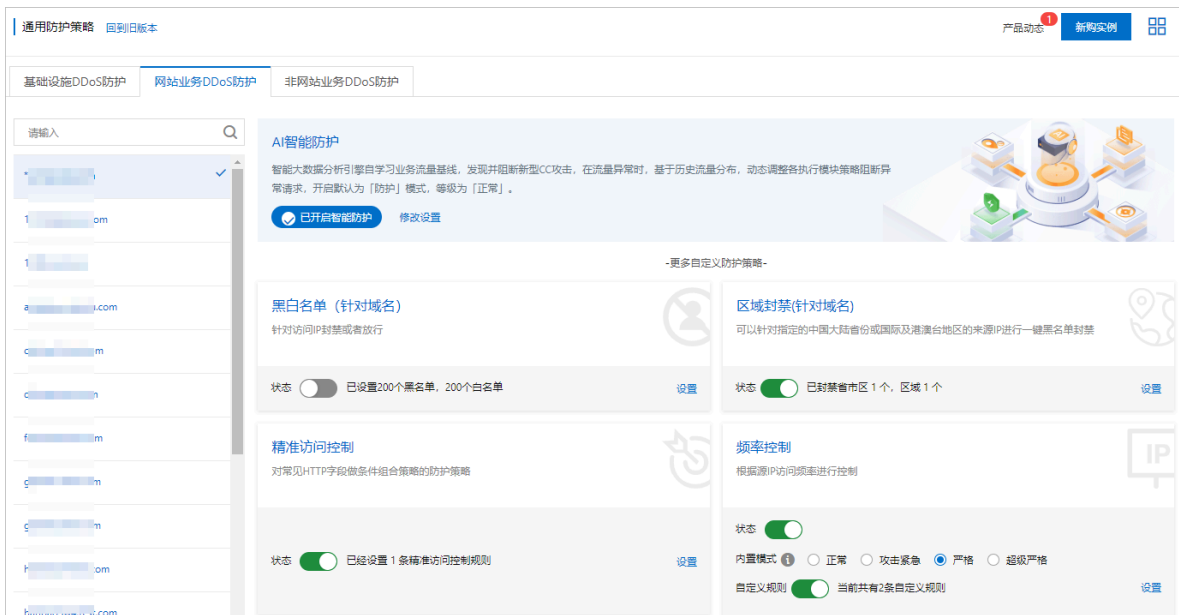 通用防护策略 回到旧版本
产品动态 1 新购实例
基础设施DDoS防护 网站业务DDoS防护 非网站业务DDoS防护
请输入
AI智能防护
智能大数据分析引擎自学习业务流量基线，发现并阻断新型CC攻击，在流量异常时，基于历史流量分布，动态调整各执行模块策略阻断异
常请求，开启默认为「防护」模式，等级为「正常」。
已开启智能防护 修改设置
-更多自定义防护策略-
黑白名单（针对域名）
针对访问IP封禁或者放行
状态 已设置200个黑名单，200个白名单 设置
区域封禁(针对域名)
可以针对指定的中国大陆省份或国际及港澳台地区的来源IP进行一键黑名单封禁
状态 已封禁省市区 1 个，区域 1 个 设置
精准访问控制
对常见HTTP字段做条件组合策略的防护策略
状态 已经设置 1 条精准访问控制规则 设置
频率控制
根据源IP访问频率进行控制
IP
状态
内置模式 正常 攻击紧急 严格 超级严格
自定义规则 当前共有2条自定义规则 设置